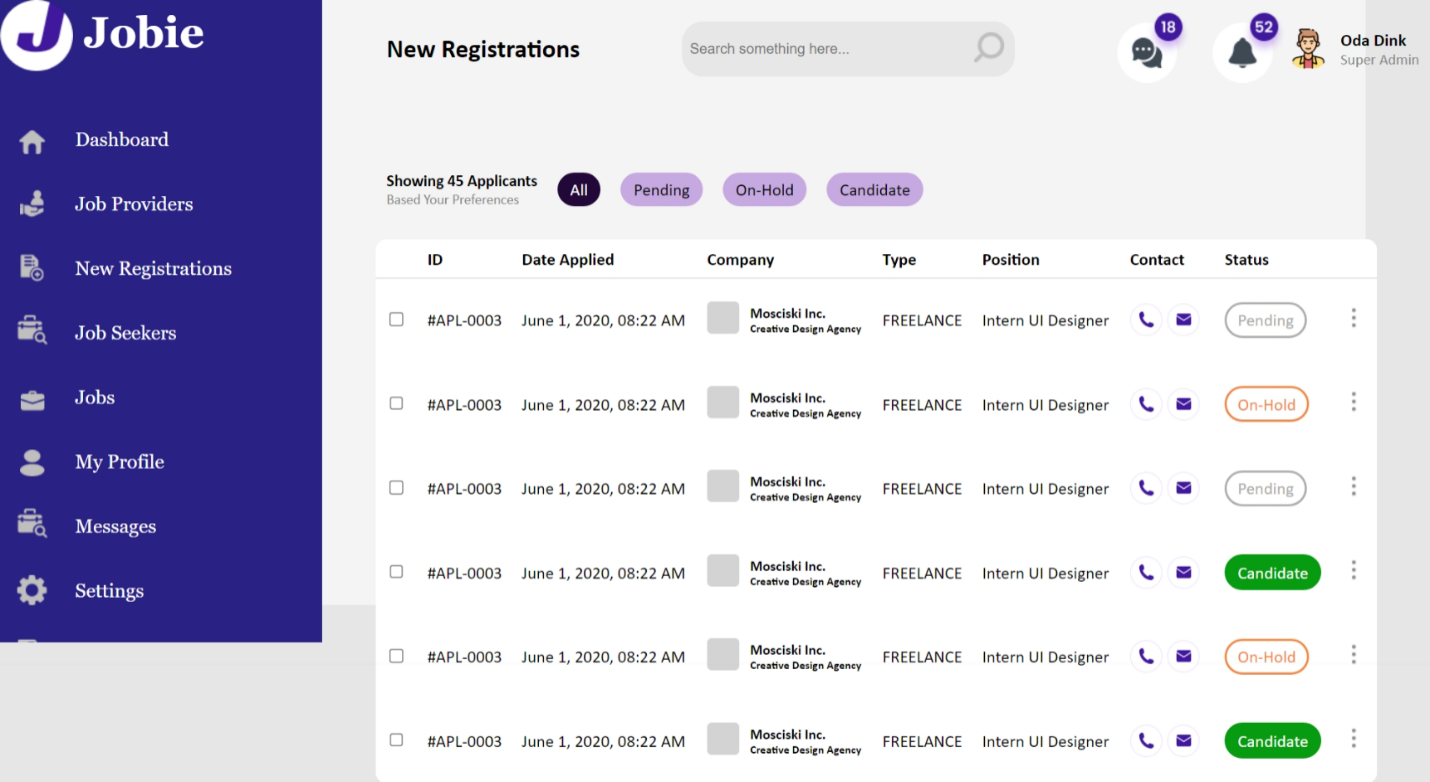 Jobie
Dashboard
Job Providers
New Registrations
Job Seekers
Jobs
My Profile
Messages
Settings
New Registrations
Search something here...
18
52
Oda Dink
Super Admin
Showing 45 Applicants
Based Your Preferences
All Pending On-Hold Candidate
ID Date Applied Company Type Position Contact Status
#APL-0003 June 1, 2020, 08:22 AM Mosciski Inc. FREELANCE Intern UI Designer Pending
Creative Design Agency
#APL-0003 June 1, 2020, 08:22 AM Mosciski Inc. FREELANCE Intern UI Designer On-Hold
Creative Design Agency
#APL-0003 June 1, 2020, 08:22 AM Mosciski Inc. FREELANCE Intern UI Designer Pending
Creative Design Agency
#APL-0003 June 1, 2020, 08:22 AM Mosciski Inc. FREELANCE Intern UI Designer Candidate
Creative Design Agency
#APL-0003 June 1, 2020, 08:22 AM Mosciski Inc. FREELANCE Intern UI Designer On-Hold
Creative Design Agency
#APL-0003 June 1, 2020, 08:22 AM Mosciski Inc. FREELANCE Intern UI Designer Candidate
Creative Design Agency